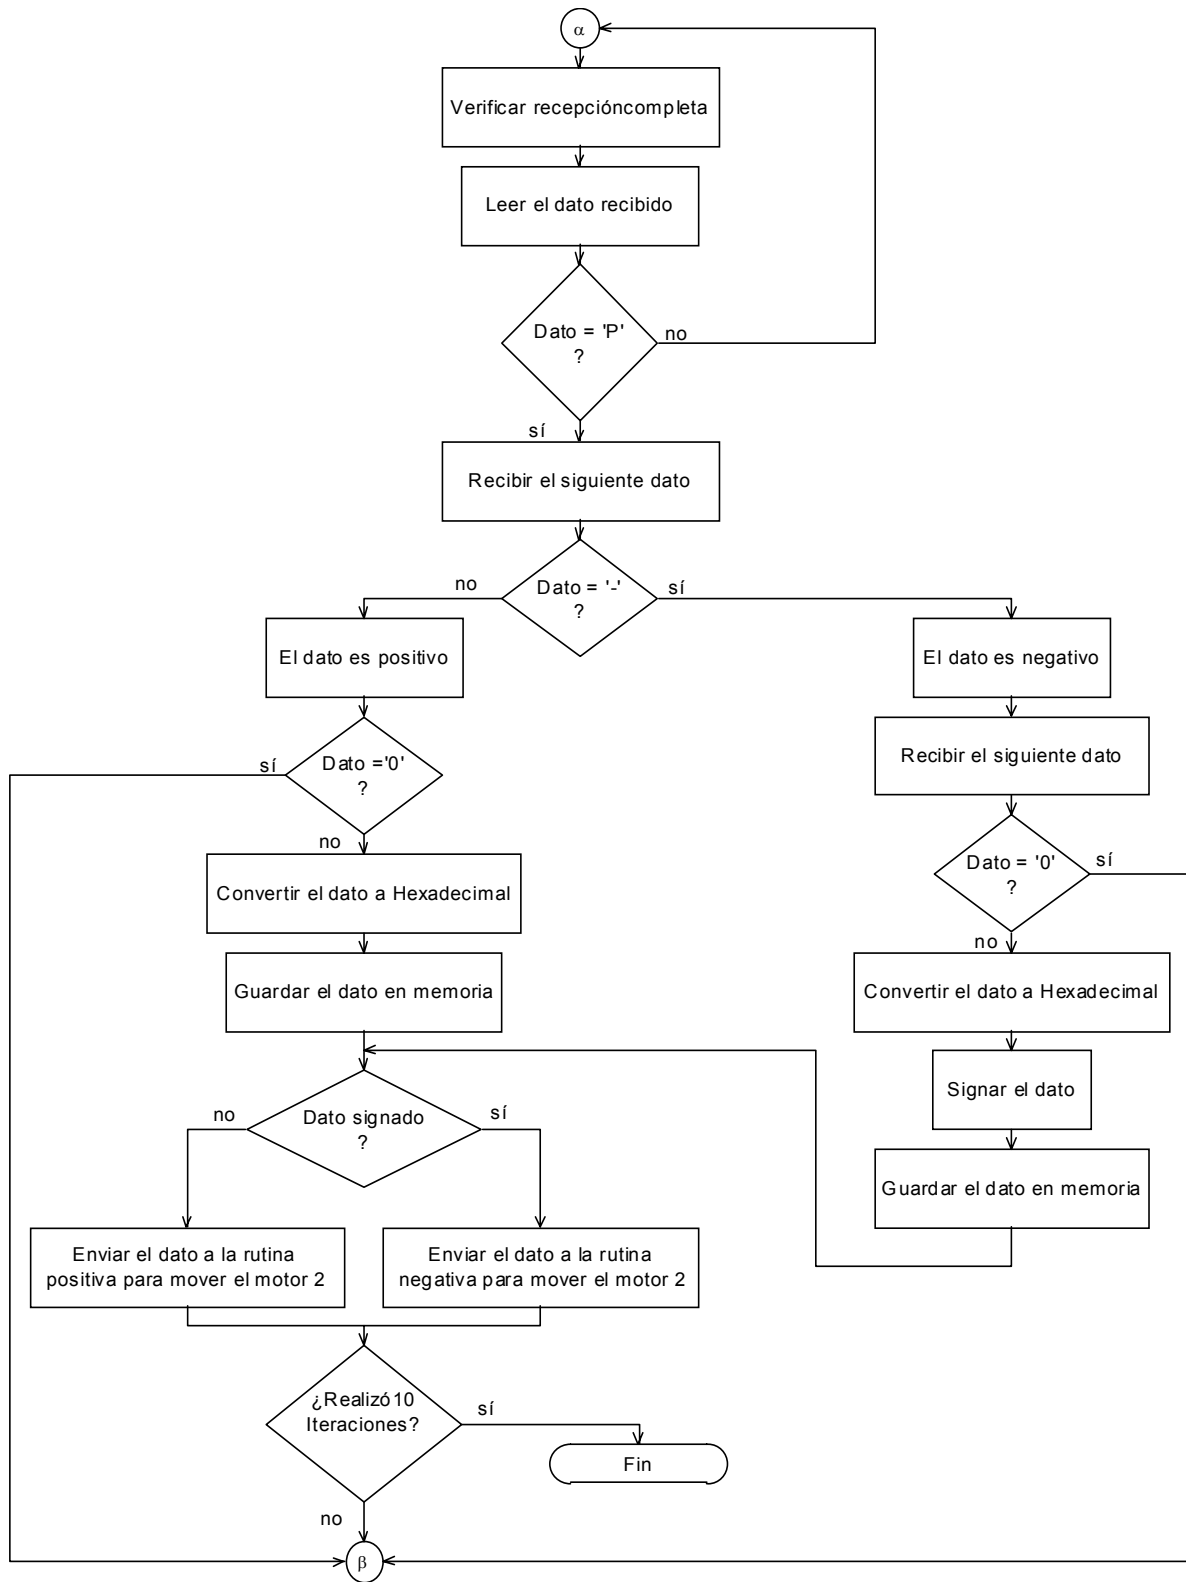 α
Verificar recepcióncompleta
Leer el dato recibido
Dato = 'P'
?
no
sí
Recibir el siguiente dato
no
Dato = '-'
?
sí
El dato es positivo
El dato es negativo
sí
Dato ='0'
?
no
Recibir el siguiente dato
Convertir el dato a Hexadecimal
Dato = '0'
?
sí
no
Guardar el dato en memoria
Convertir el dato a Hexadecimal
no
Dato signado
?
sí
Signar el dato
Guardar el dato en memoria
Enviar el dato a la rutina
positiva para mover el motor 2
Enviar el dato a la rutina
negativa para mover el motor 2
¿Realizó10
Iteraciones?
sí
Fin
no
β